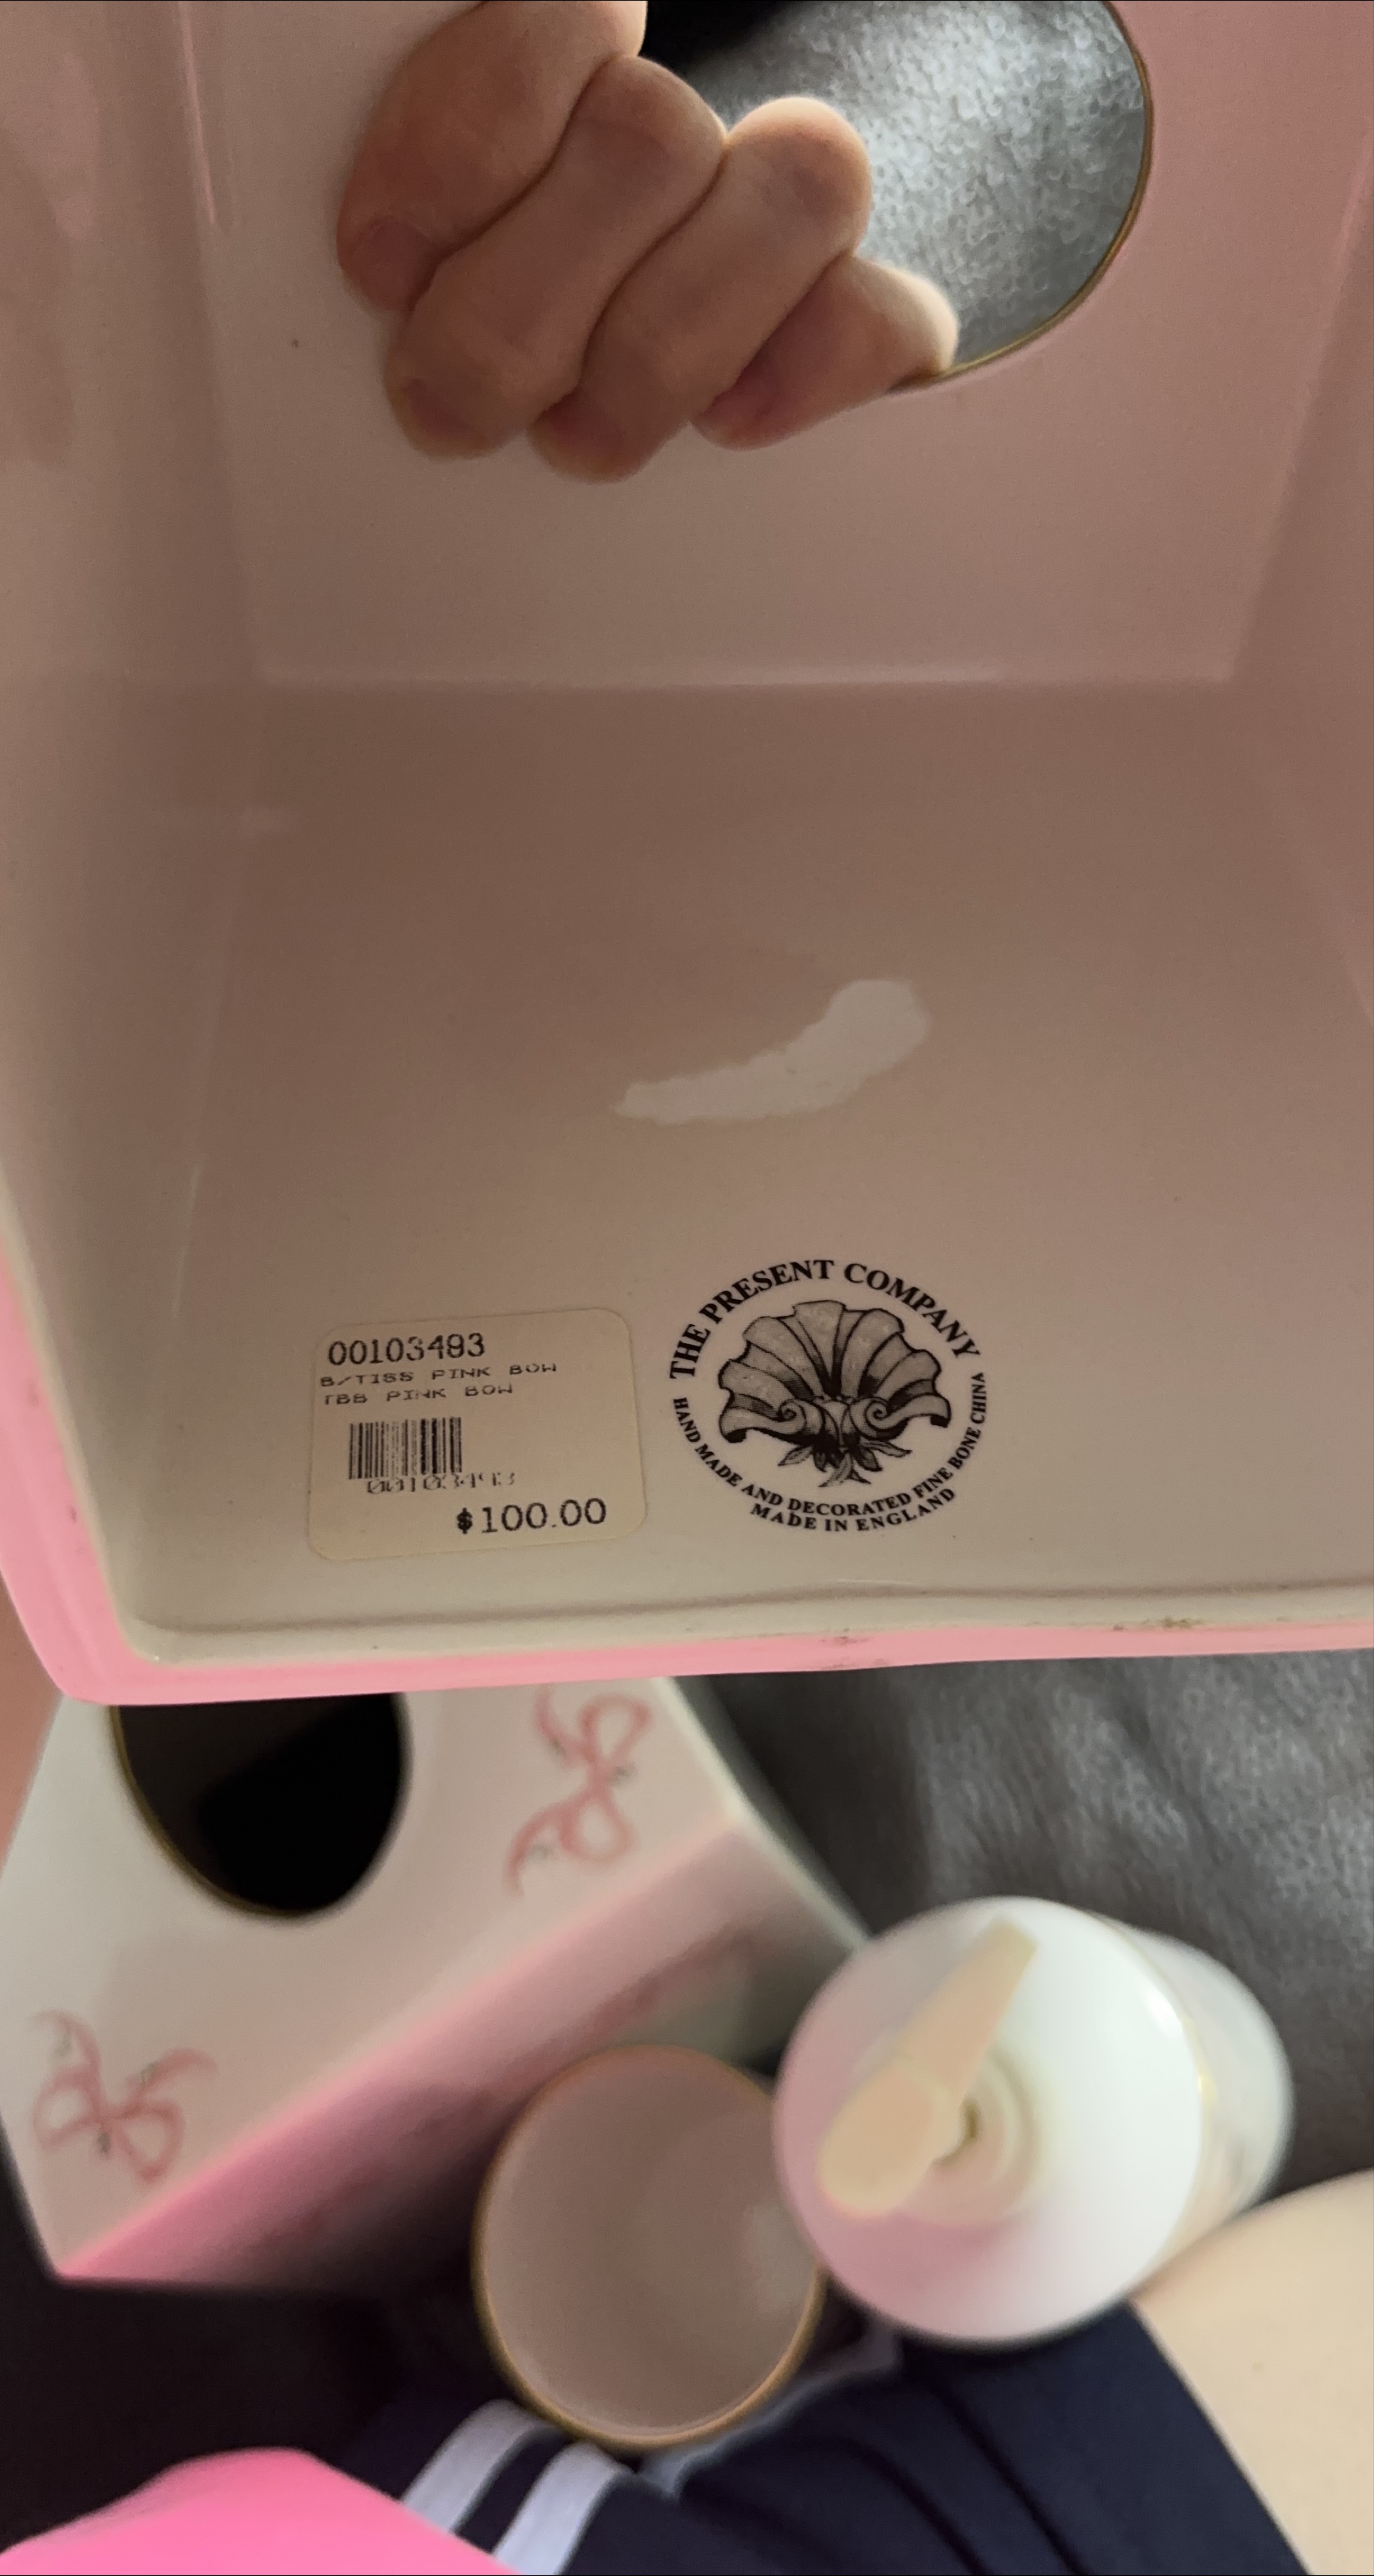 00103493
B/TISS PINK BOW
TBB PINK BOW
00103493
$100.00
THE PRESENT COMPANY
HAND MADE AND DECORATED FINE BONE CHINA
MADE IN ENGLAND